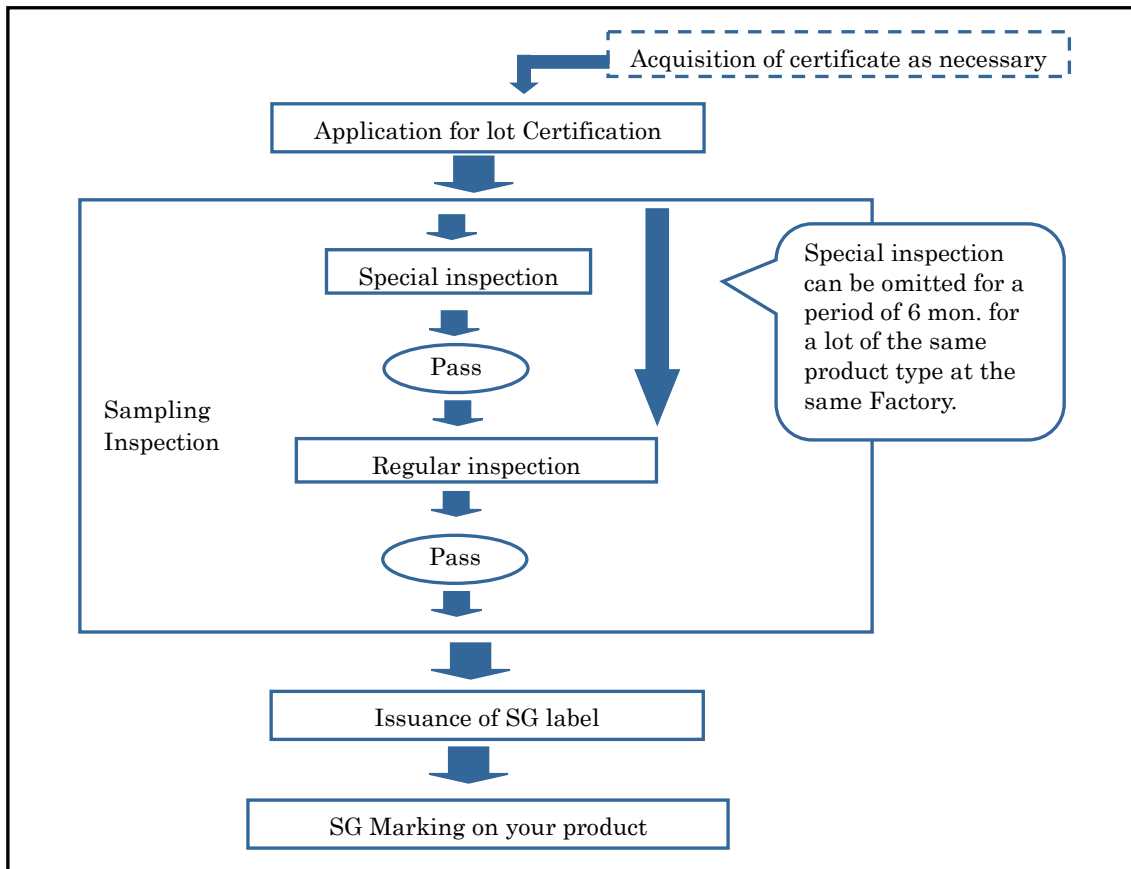 Acquisition of certificate as necessary
Application for lot Certification
Special inspection
Pass
Special inspection
can be omitted for a
period of 6 mon. for
a lot of the same
product type at the
same Factory.
Sampling
Inspection
Regular inspection
Pass
Issuance of SG label
SG Marking on your product